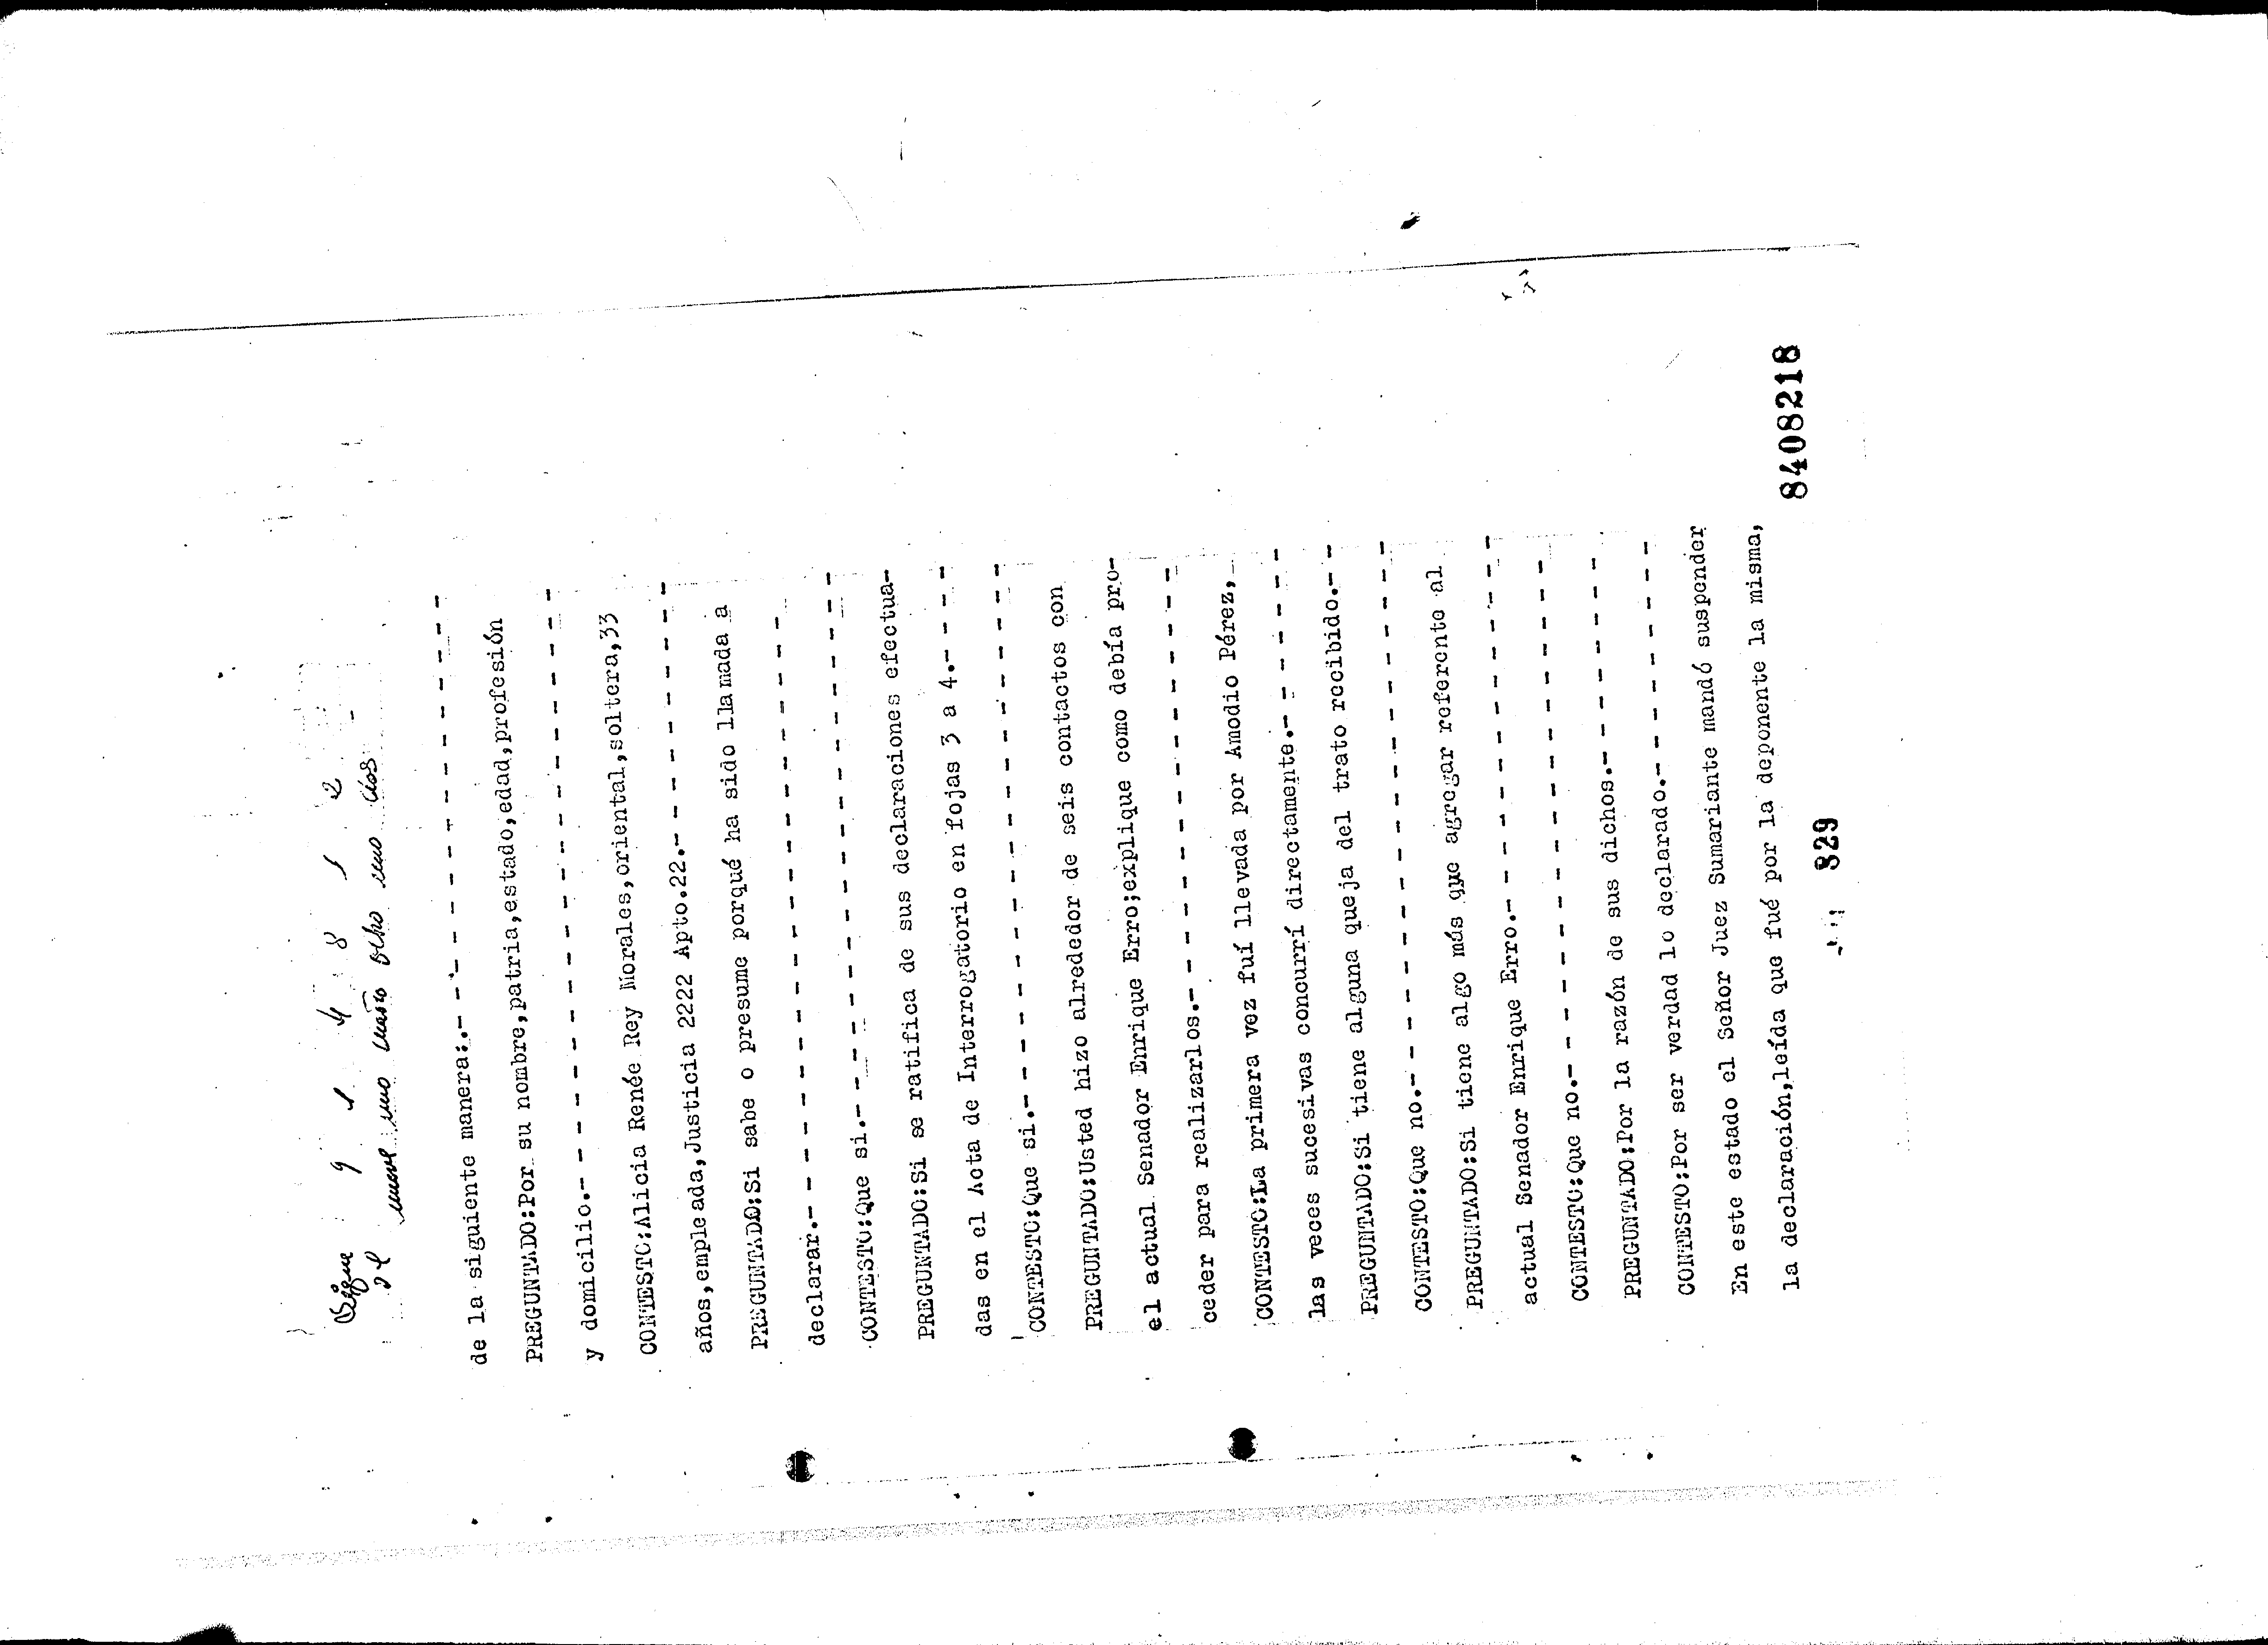 9 1 4 8 1 2
nueve uno cuatro ocho uno dos
de la siguiente manera:.- - - - - - - - - - - - - - - -
PREGUNTADO:Por su nombre,patria,estado,edad,profesión
y domicilio.- - - - - - - - - - - - - - - - - - - - - -
CONTESTO:Alicia Renée Rey Morales,oriental,soltera,33
años,empleada,Justicia 2222 Apto.22.- - - - - - - - - -
PREGUNTADO:Si sabe o presume porqué ha sido llamada a
declarar.- - - - - - - - - - - - - - - - - - - - - - -
CONTESTO:Que si.- - - - - - - - - - - - - - - - - - - -
PREGUNTADO:Si se ratifica de sus declaraciones efectua-
das en el Acta de Interrogatorio en fojas 3 a 4.- - - -
CONTESTO:Que si.- - - - - - - - - - - - - - - - - - - -
PREGUNTADO:Usted hizo alrededor de seis contactos con
el actual Senador Enrique Erro;explique como debía pro-
ceder para realizarlos.- - - - - - - - - - - - - - - -
CONTESTO:La primera vez fuí llevada por Amodio Pérez,
las veces sucesivas concurrí directamente.- - - - - - -
PREGUNTADO:Si tiene alguna queja del trato recibido.- -
CONTESTO:Que no.- - - - - - - - - - - - - - - - - - - -
PREGUNTADO:Si tiene algo más que agregar referente al
actual Senador Enrique Erro.- - - - - - - - - - - - - -
CONTESTO:Que no.- - - - - - - - - - - - - - - - - - - -
PREGUNTADO:Por la razón de sus dichos.- - - - - - - - -
CONTESTO:Por ser verdad lo declarado.- - - - - - - - -
En este estado el Señor Juez Sumariante mandó suspender
la declaración,leída que fué por la deponente la misma,
829
8408218